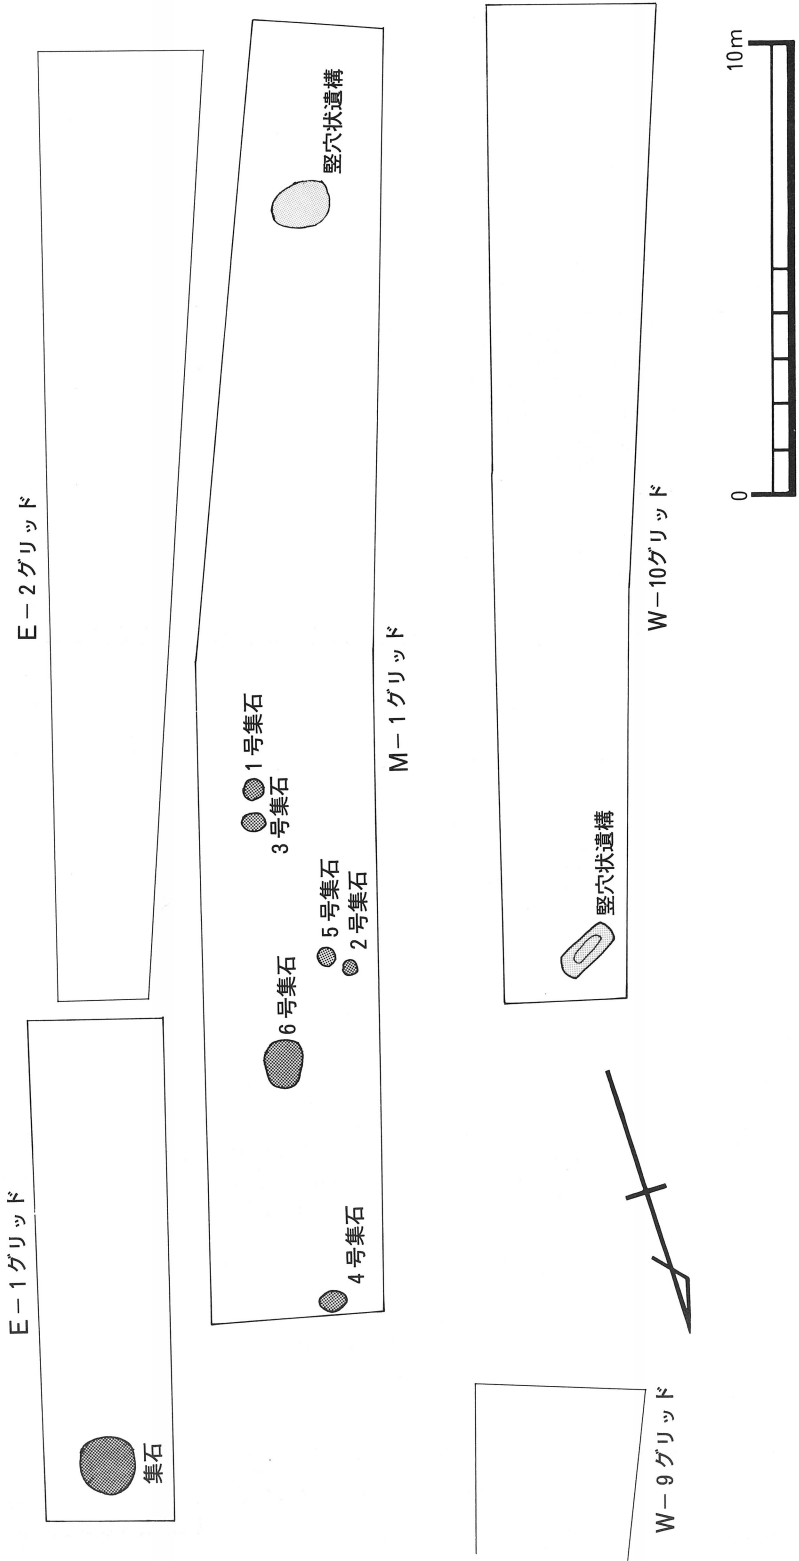 E－1グリッド
集石
E－2グリッド
4号集石
6号集石
5号集石
2号集石
3号集石
1号集石
竪穴状遺構
M－1グリッド
W－9グリッド
竪穴状遺構
W－10グリッド
0
10m